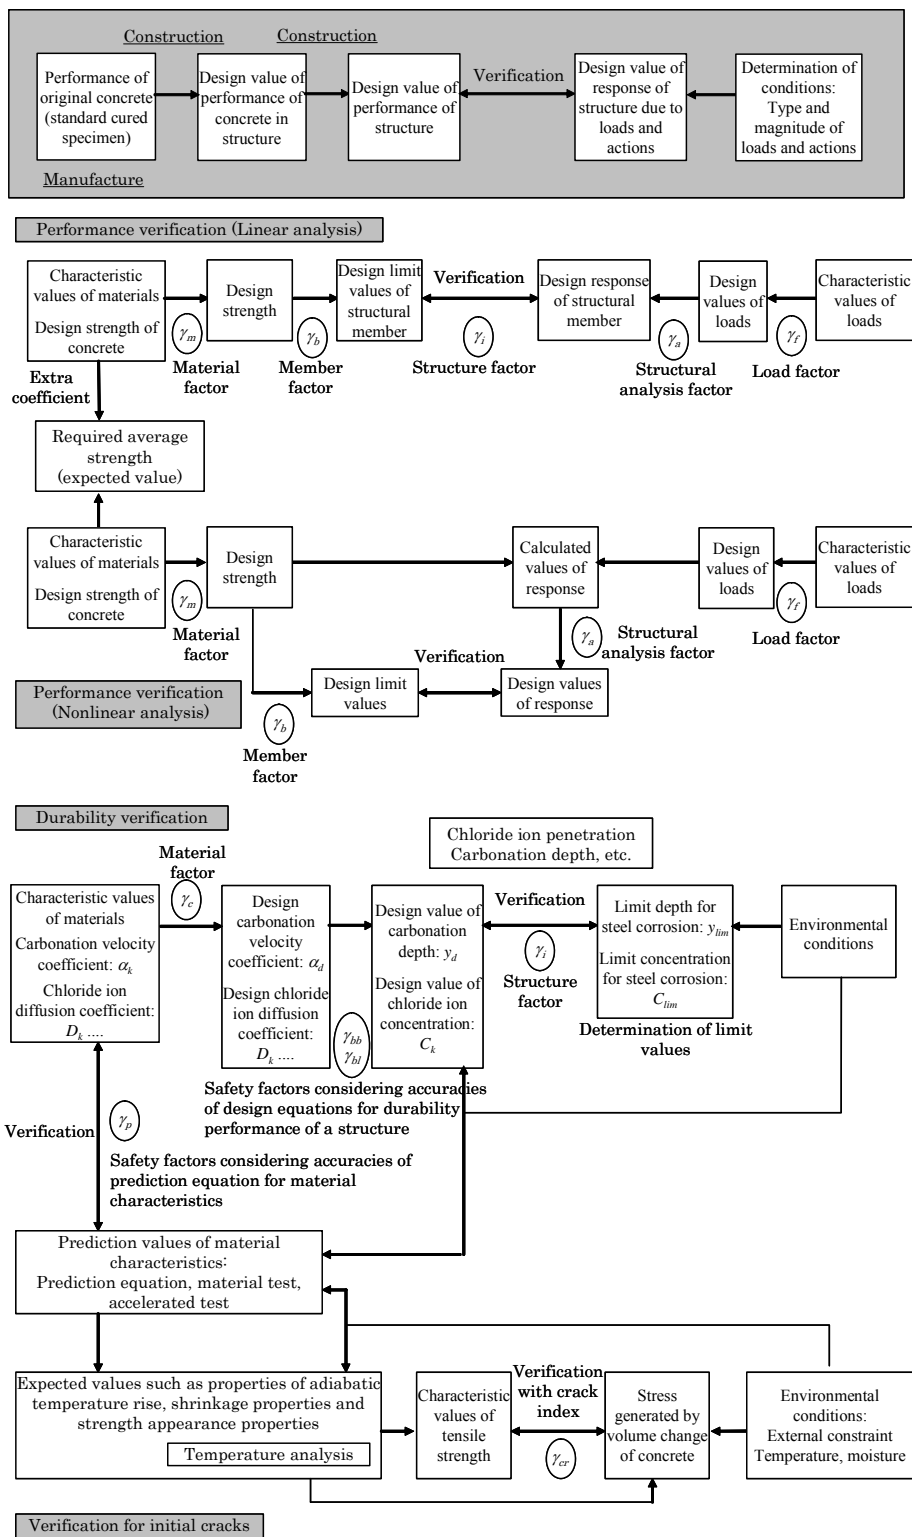 Construction
Construction
Performance of
original concrete
(standard cured
specimen)
Design value of
performance of
concrete in
structure
Design value of
performance of
structure
Verification
Design value of
response of
structure due to
loads and
actions
Determination of
conditions:
Type and
magnitude of
loads and actions
Manufacture
Performance verification (Linear analysis)
Characteristic
values of materials
Design strength of
concrete
γm
Material
factor
Design
strength
γb
Member
factor
Design limit
values of
structural
member
Verification
γi
Structure factor
Design response
of structural
member
γa
Structural
analysis factor
Design
values of
loads
γf
Load factor
Characteristic
values of
loads
Extra
coefficient
Required average
strength
(expected value)
Characteristic
values of materials
Design strength of
concrete
γm
Material
factor
Design
strength
Calculated
values of
response
Design
values of
loads
γf
Load factor
Characteristic
values of
loads
γa
Structural
analysis factor
Verification
Performance verification
(Nonlinear analysis)
γb
Member
factor
Design limit
values
Design values
of response
Durability verification
Chloride ion penetration
Carbonation depth, etc.
Material
factor
γc
Characteristic values
of materials
Carbonation velocity
coefficient: αk
Chloride ion
diffusion coefficient:
Dk ....
Design
carbonation
velocity
coefficient: αd
Design chloride
ion diffusion
coefficient:
Dk ....
γbb
γbl
Design value of
carbonation
depth: yd
Design value of
chloride ion
concentration:
Ck
Verification
γi
Structure
factor
Limit depth for
steel corrosion: ylim
Limit concentration
for steel corrosion:
Clim
Determination of limit
values
Environmental
conditions
Safety factors considering accuracies
of design equations for durability
performance of a structure
Verification
γp
Safety factors considering accuracies of
prediction equation for material
characteristics
Prediction values of material
characteristics:
Prediction equation, material test,
accelerated test
Expected values such as properties of adiabatic
temperature rise, shrinkage properties and
strength appearance properties
Temperature analysis
Characteristic
values of
tensile
strength
Verification
with crack
index
γcr
Stress
generated by
volume change
of concrete
Environmental
conditions:
External constraint
Temperature, moisture
Verification for initial cracks